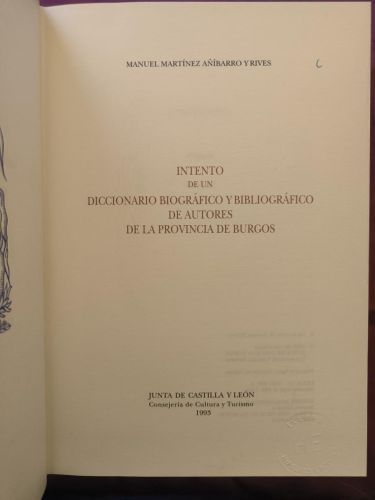 MANUEL MARTÍNEZ AÑÍBARRO Y RIVES
INTENTO
DE UN
DICCIONARIO BIOGRÁFICO Y BIBLIOGRÁFICO
DE AUTORES
DE LA PROVINCIA DE BURGOS
JUNTA DE CASTILLA Y LEÓN
Consejería de Cultura y Turismo
1993